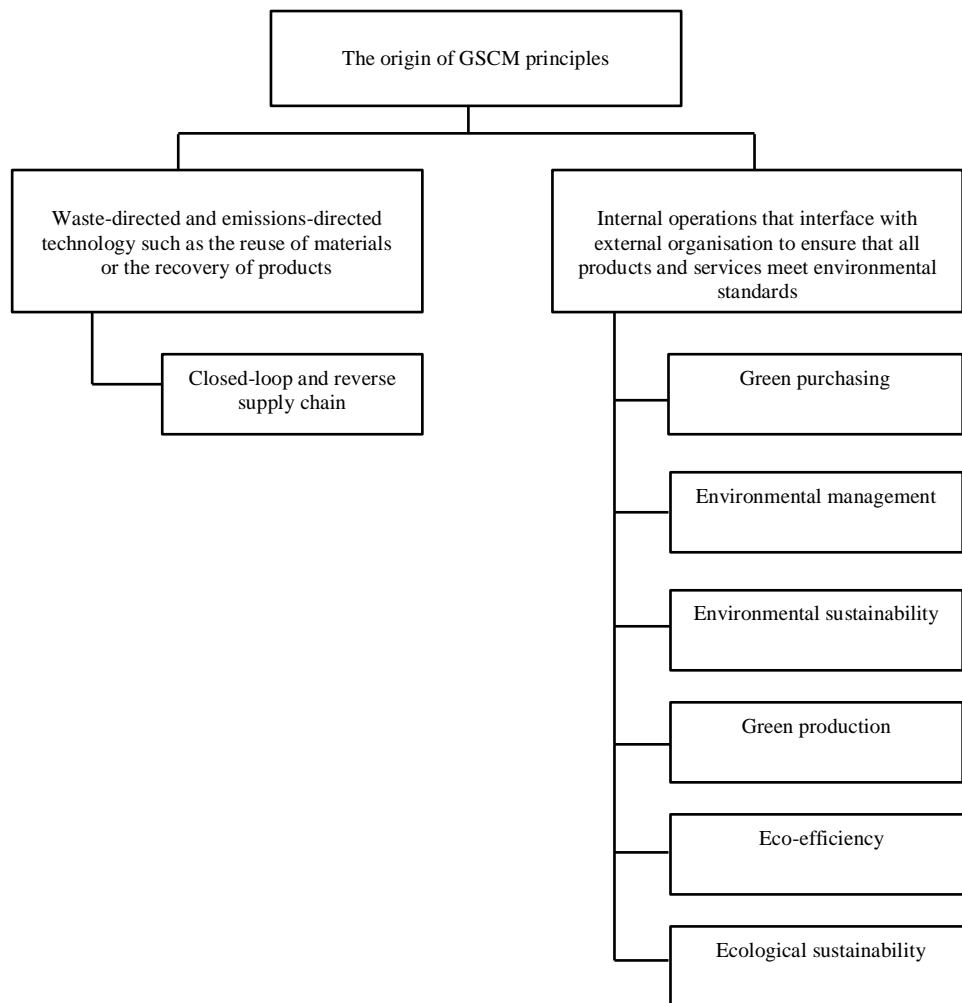 The origin of GSCM principles
Waste-directed and emissions-directed
technology such as the reuse of materials
or the recovery of products
Closed-loop and reverse
supply chain
Internal operations that interface with
external organisation to ensure that all
products and services meet environmental
standards
Green purchasing
Environmental management
Environmental sustainability
Green production
Eco-efficiency
Ecological sustainability